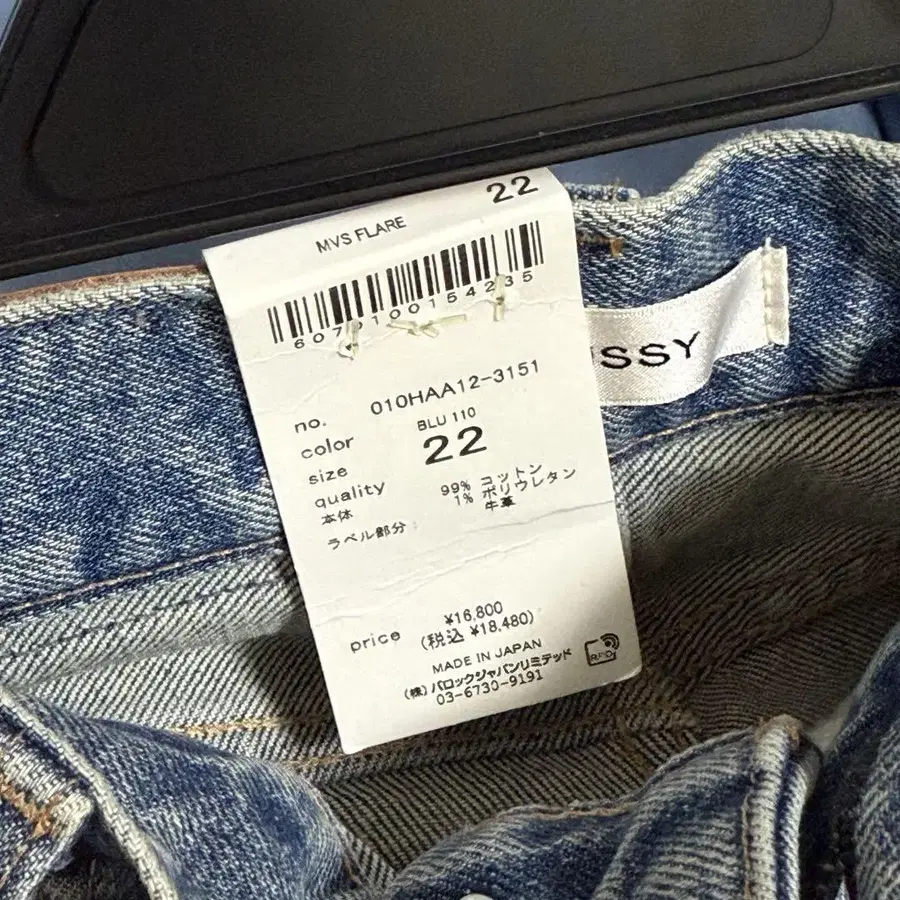 22
MVS FLARE
no. 010HAA12-3151
color BLU 110
size 22
quality
本体 99% コットン
1% ポリウレタン
ラベル部分 牛革
price ¥16,800
(税込 ¥18,480)
MADE IN JAPAN
(株) バロックジャパンリミテッド
03-6730-9191
RFID
SSY